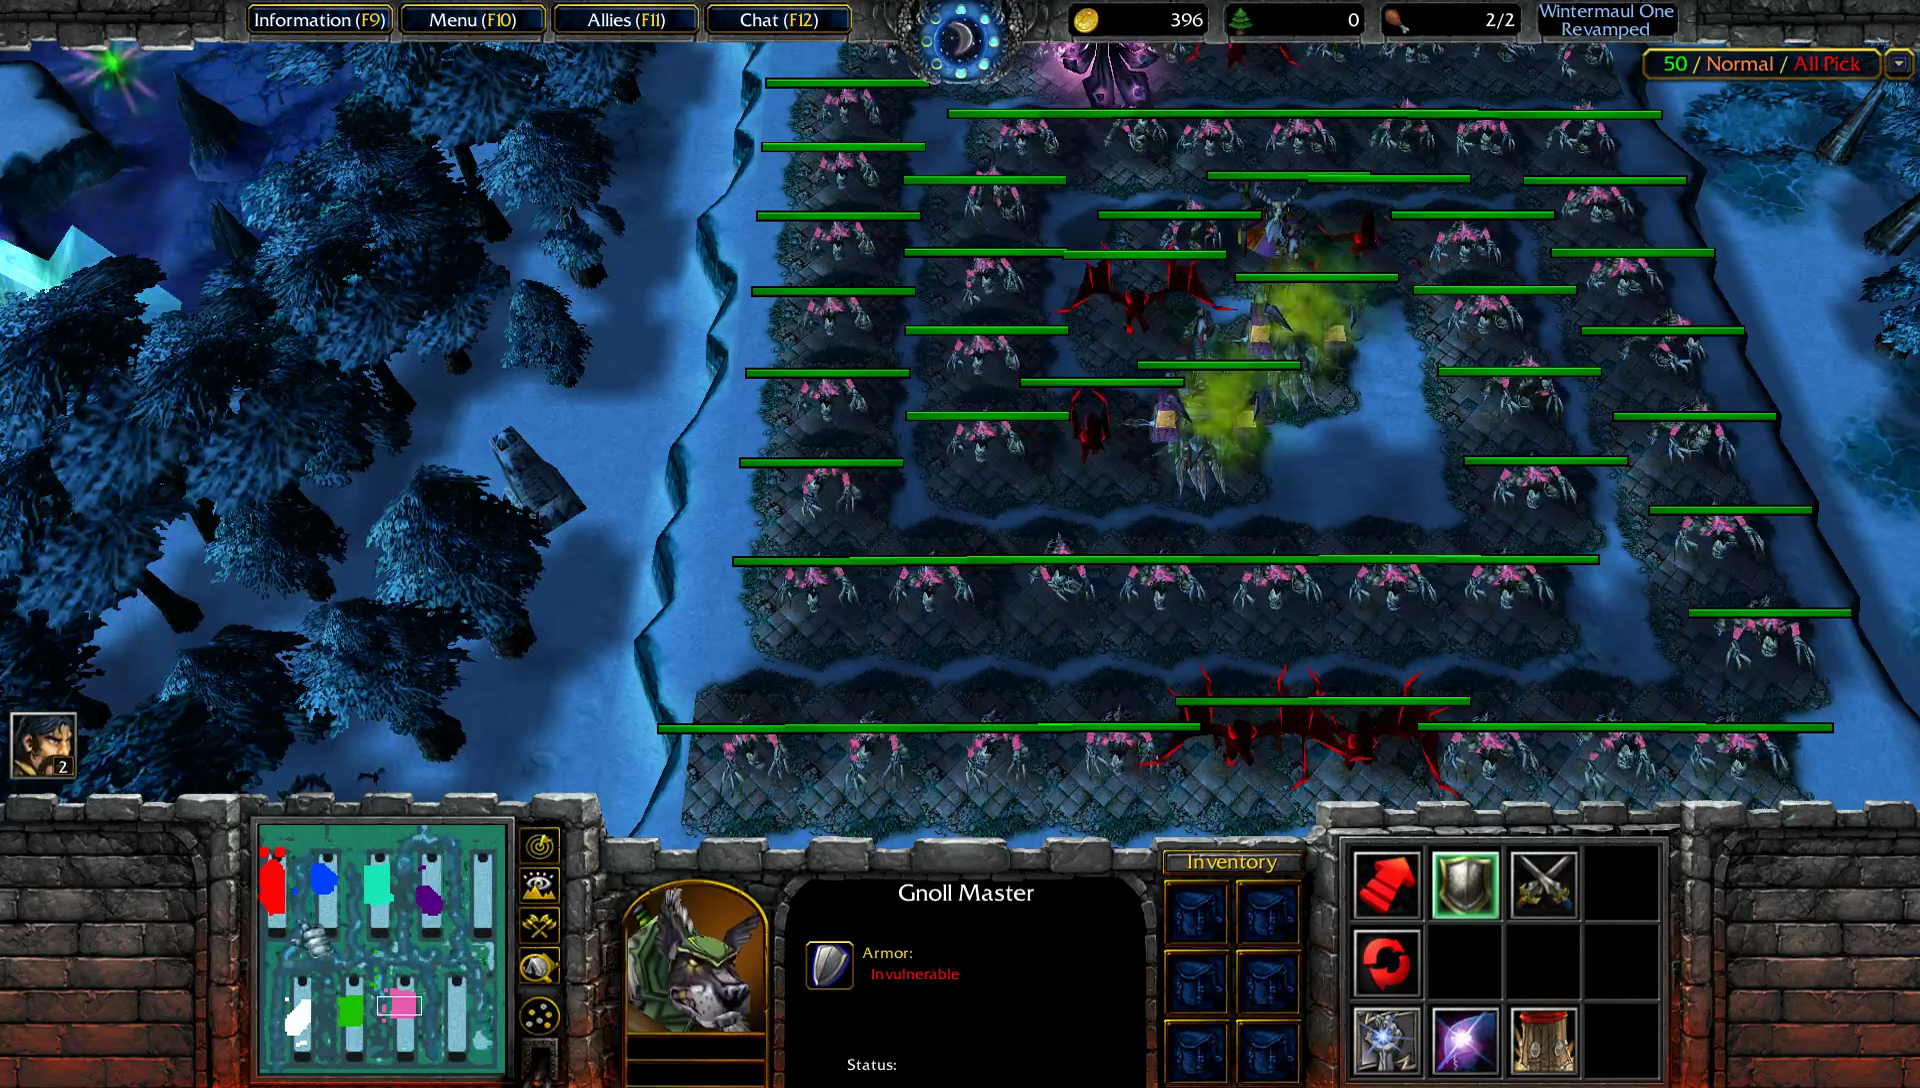 Information (F9)
Menu (F10)
Allies (F11)
Chat (F12)
396
0
2/2
Wintermaul One
Revamped
50 / Normal / All Pick
2
Gnoll Master
Armor:
Invulnerable
Status:
Inventory